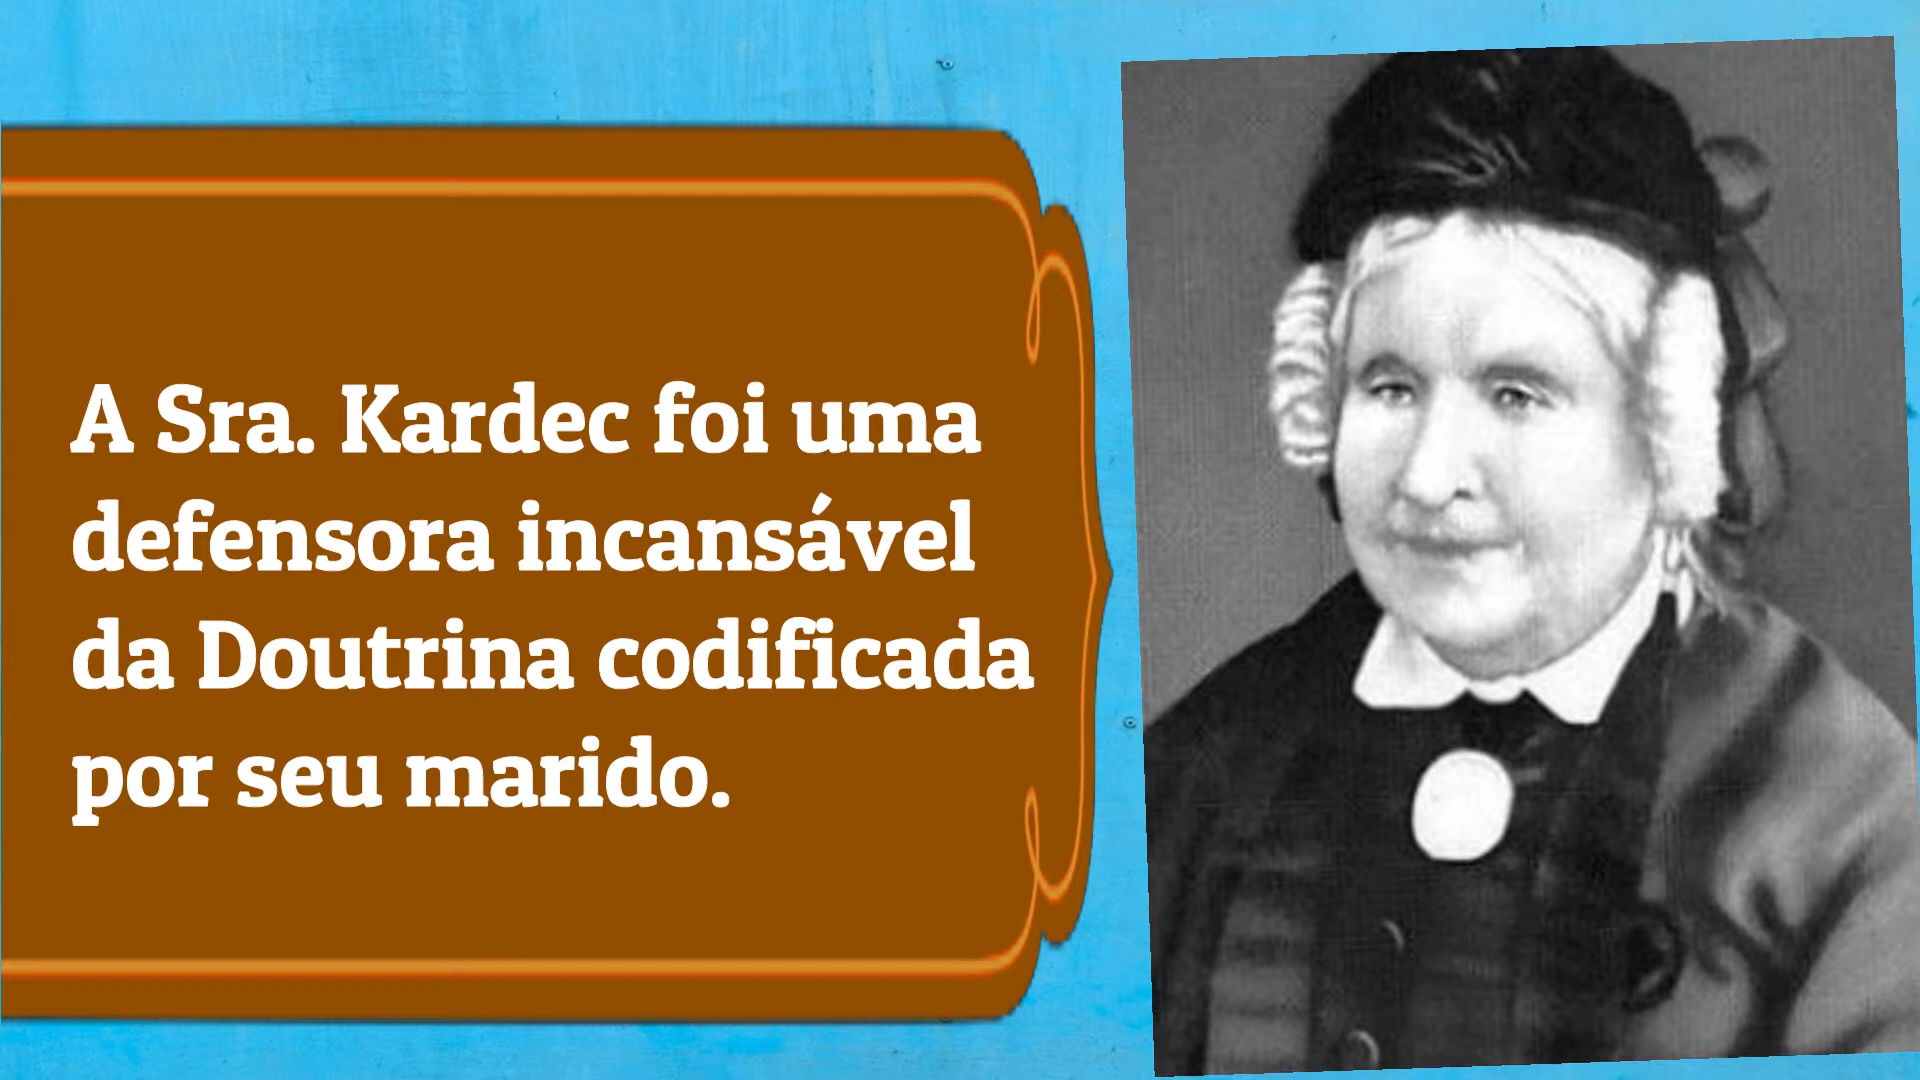 A Sra. Kardec foi uma
defensora incansável
da Doutrina codificada
por seu marido.